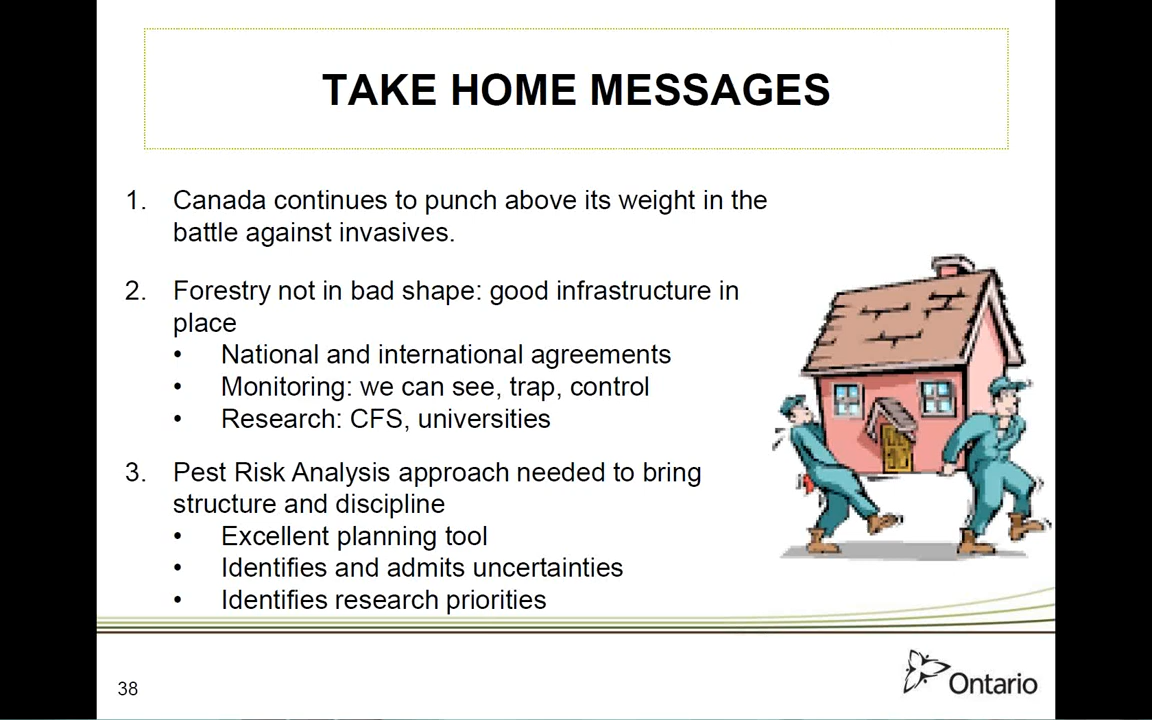 TAKE HOME MESSAGES
1. Canada continues to punch above its weight in the
battle against invasives.
2. Forestry not in bad shape: good infrastructure in
place
• National and international agreements
• Monitoring: we can see, trap, control
• Research: CFS, universities
3. Pest Risk Analysis approach needed to bring
structure and discipline
• Excellent planning tool
• Identifies and admits uncertainties
• Identifies research priorities
38
Ontario